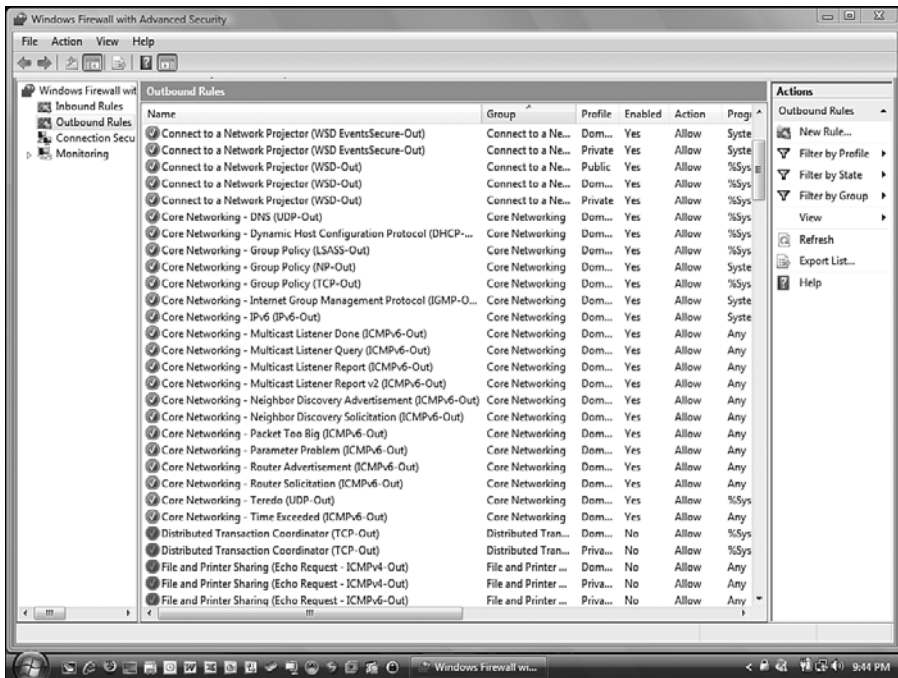 Windows Firewall with Advanced Security
File Action View Help
Windows Firewall wit
Inbound Rules
Outbound Rules
Connection Secu
Monitoring
Outbound Rules
Name Group Profile Enabled Action Progr
Connect to a Network Projector (WSD EventsSecure-Out) Connect to a Ne... Dom... Yes Allow Syste
Connect to a Network Projector (WSD EventsSecure-Out) Connect to a Ne... Private Yes Allow Syste
Connect to a Network Projector (WSD-Out) Connect to a Ne... Public Yes Allow %Sys
Connect to a Network Projector (WSD-Out) Connect to a Ne... Dom... Yes Allow %Sys
Connect to a Network Projector (WSD-Out) Connect to a Ne... Private Yes Allow %Sys
Core Networking - DNS (UDP-Out) Core Networking Dom... Yes Allow %Sys
Core Networking - Dynamic Host Configuration Protocol (DHCP-... Core Networking Dom... Yes Allow %Sys
Core Networking - Group Policy (LSASS-Out) Core Networking Dom... Yes Allow %Sys
Core Networking - Group Policy (NP-Out) Core Networking Dom... Yes Allow Syste
Core Networking - Group Policy (TCP-Out) Core Networking Dom... Yes Allow %Sys
Core Networking - Internet Group Management Protocol (IGMP-O... Core Networking Dom... Yes Allow Syste
Core Networking - IPv6 (IPv6-Out) Core Networking Dom... Yes Allow Syste
Core Networking - Multicast Listener Done (ICMPv6-Out) Core Networking Dom... Yes Allow Any
Core Networking - Multicast Listener Query (ICMPv6-Out) Core Networking Dom... Yes Allow Any
Core Networking - Multicast Listener Report (ICMPv6-Out) Core Networking Dom... Yes Allow Any
Core Networking - Multicast Listener Report v2 (ICMPv6-Out) Core Networking Dom... Yes Allow Any
Core Networking - Neighbor Discovery Advertisement (ICMPv6-Out) Core Networking Dom... Yes Allow Any
Core Networking - Neighbor Discovery Solicitation (ICMPv6-Out) Core Networking Dom... Yes Allow Any
Core Networking - Packet Too Big (ICMPv6-Out) Core Networking Dom... Yes Allow Any
Core Networking - Parameter Problem (ICMPv6-Out) Core Networking Dom... Yes Allow Any
Core Networking - Router Advertisement (ICMPv6-Out) Core Networking Dom... Yes Allow Any
Core Networking - Router Solicitation (ICMPv6-Out) Core Networking Dom... Yes Allow Any
Core Networking - Teredo (UDP-Out) Core Networking Dom... Yes Allow %Sys
Core Networking - Time Exceeded (ICMPv6-Out) Core Networking Dom... Yes Allow Any
Distributed Transaction Coordinator (TCP-Out) Distributed Tran... Dom... No Allow %Sys
Distributed Transaction Coordinator (TCP-Out) Distributed Tran... Priva... No Allow %Sys
File and Printer Sharing (Echo Request - ICMPv4-Out) File and Printer ... Dom... No Allow Any
File and Printer Sharing (Echo Request - ICMPv4-Out) File and Printer ... Priva... No Allow Any
File and Printer Sharing (Echo Request - ICMPv6-Out) File and Printer ... Priva... No Allow Any
Actions
Outbound Rules
New Rule...
Filter by Profile
Filter by State
Filter by Group
View
Refresh
Export List...
Help
Windows Firewall wi...
9:44 PM